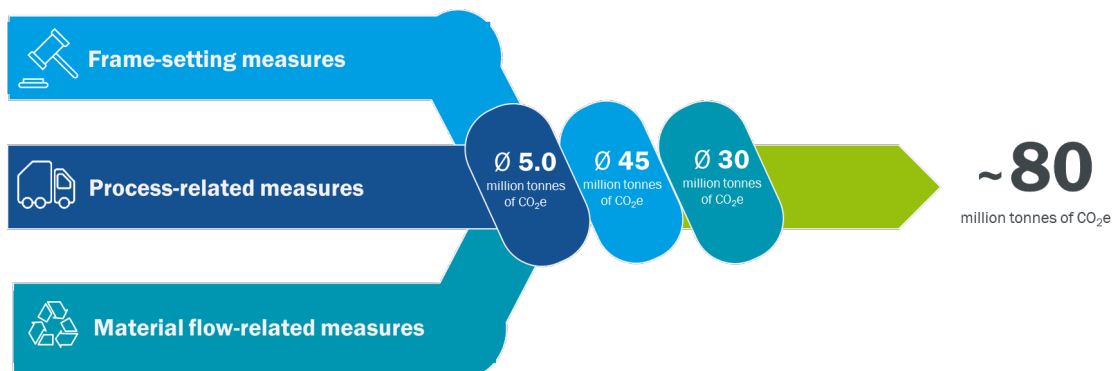 Frame-setting measures
Process-related measures
Material flow-related measures
Ø 5.0
million tonnes
of CO₂e
Ø 45
million tonnes
of CO₂e
Ø 30
million tonnes
of CO₂e
~80
million tonnes of CO₂e